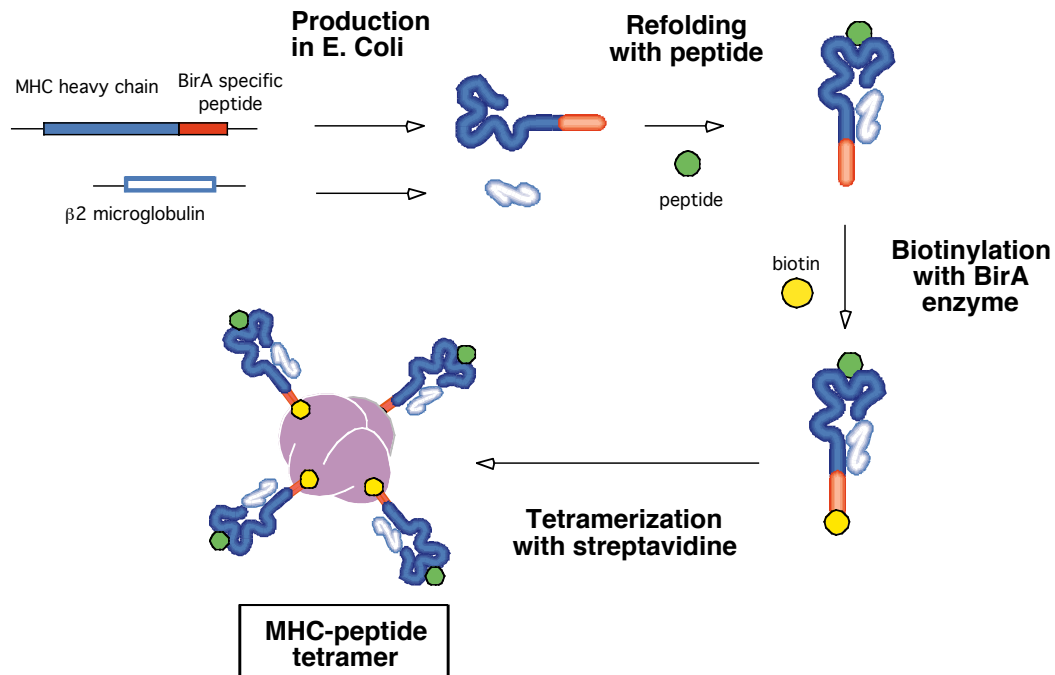 Production
in E. Coli
Refolding
with peptide
MHC heavy chain
BirA specific
peptide
β2 microglobulin
peptide
biotin
Biotinylation
with BirA
enzyme
Tetramerization
with streptavidine
MHC-peptide
tetramer